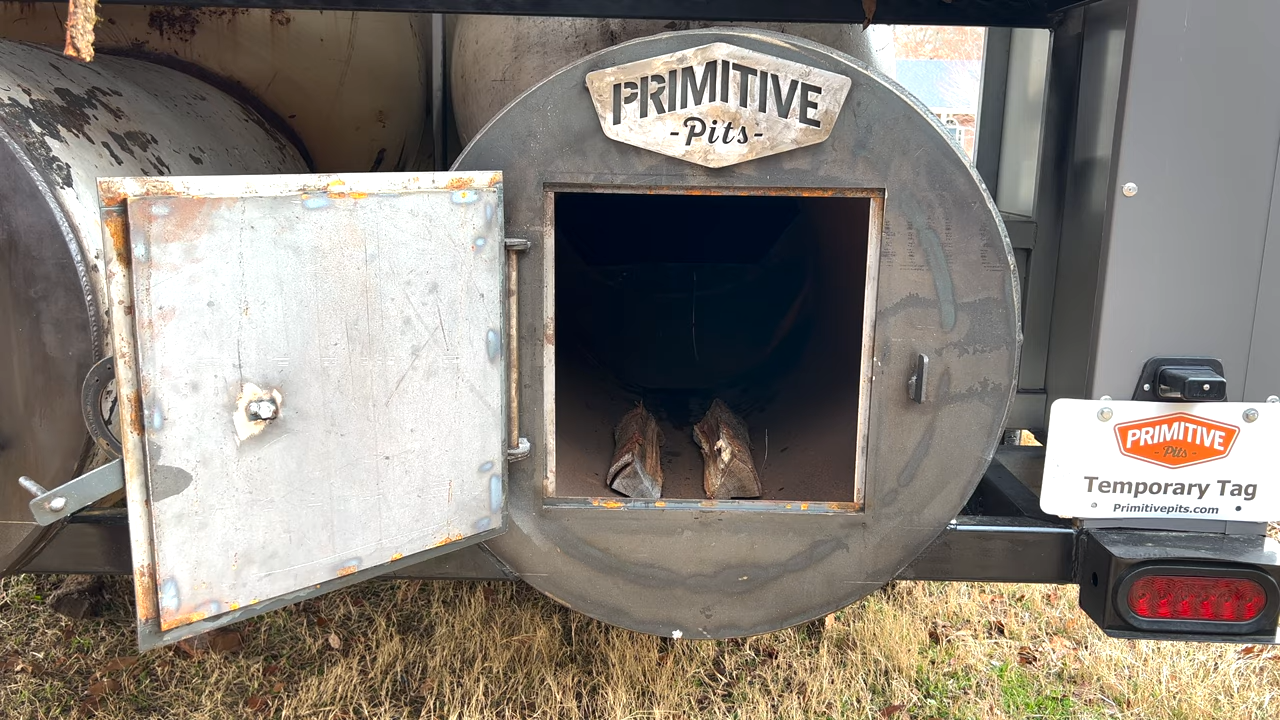 PRIMITIVE
-Pits-
PRIMITIVE
- Pits -
Temporary Tag
Primitivepits.com